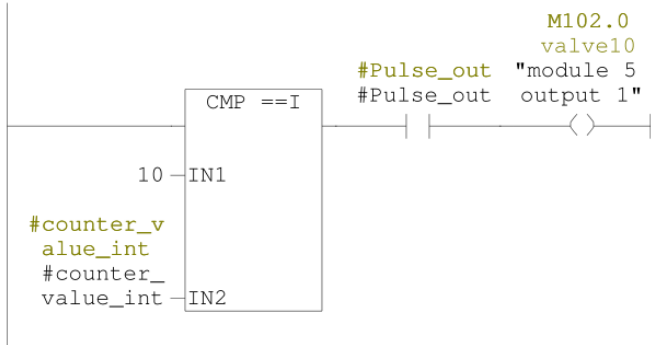 M102.0
valve10
#Pulse_out "module 5
#Pulse_out output 1"
CMP ==I
10 IN1
#counter_v
alue_int
#counter_
value_int IN2